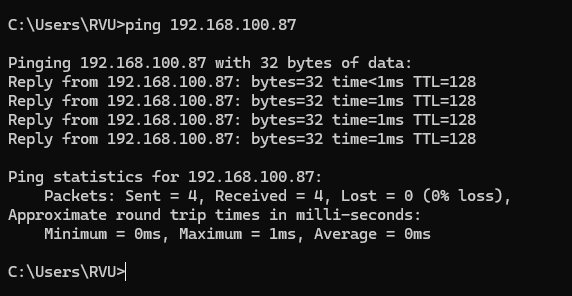 C:\Users\RVU>ping 192.168.100.87
Pinging 192.168.100.87 with 32 bytes of data:
Reply from 192.168.100.87: bytes=32 time<1ms TTL=128
Reply from 192.168.100.87: bytes=32 time=1ms TTL=128
Reply from 192.168.100.87: bytes=32 time=1ms TTL=128
Reply from 192.168.100.87: bytes=32 time=1ms TTL=128
Ping statistics for 192.168.100.87:
    Packets: Sent = 4, Received = 4, Lost = 0 (0% loss),
Approximate round trip times in milli-seconds:
    Minimum = 0ms, Maximum = 1ms, Average = 0ms
C:\Users\RVU>